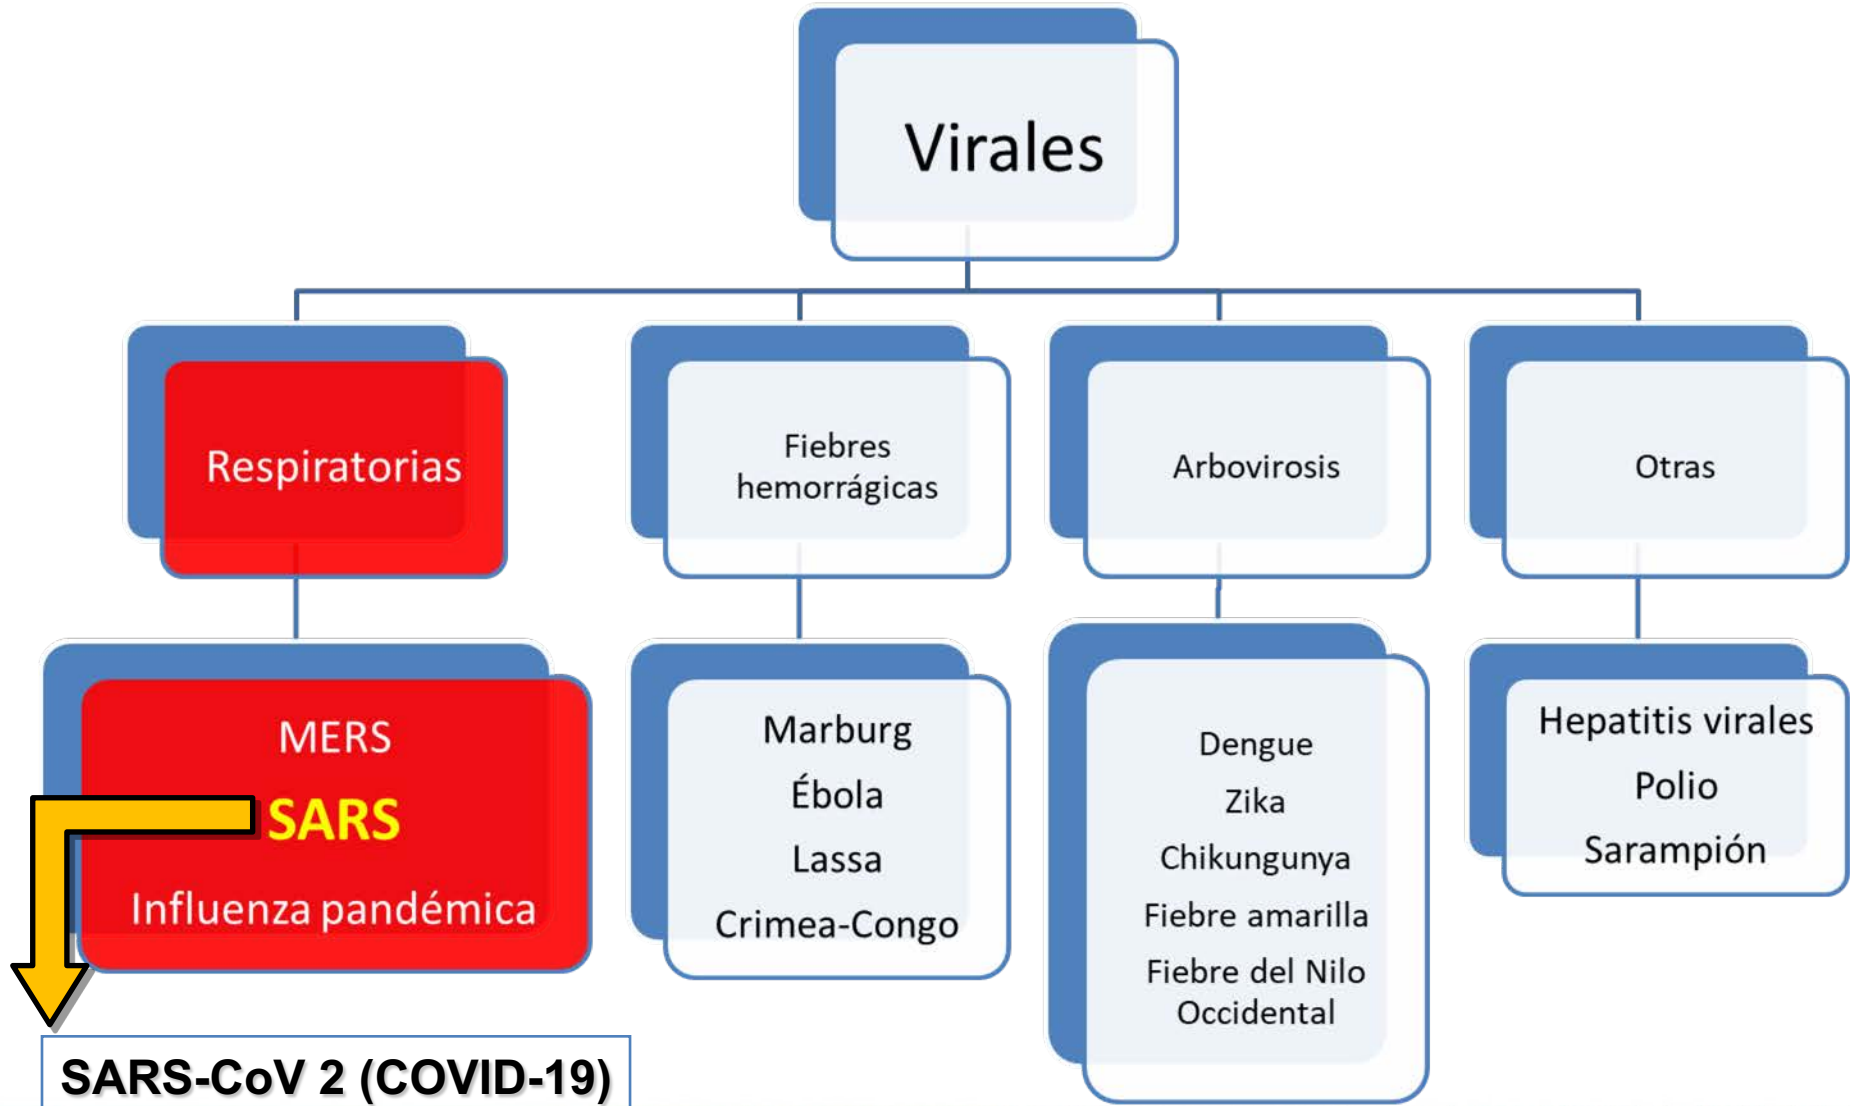 Virales
Respiratorias
Fiebres
hemorrágicas
Arbovirosis
Otras
MERS
SARS
Influenza pandémica
Marburg
Ébola
Lassa
Crimea-Congo
Dengue
Zika
Chikungunya
Fiebre amarilla
Fiebre del Nilo
Occidental
Hepatitis virales
Polio
Sarampión
SARS-CoV 2 (COVID-19)